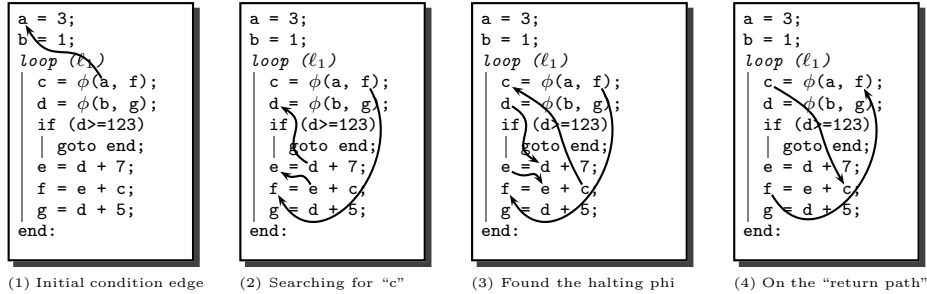 a = 3;
b = 1;
loop (ℓ1)
c = ϕ(a, f);
d = ϕ(b, g);
if (d>=123)
goto end;
e = d + 7;
f = e + c;
g = d + 5;
end:
(1) Initial condition edge
a = 3;
b = 1;
loop (ℓ1)
c = ϕ(a, f);
d = ϕ(b, g);
if (d>=123)
goto end;
e = d + 7;
f = e + c;
g = d + 5;
end:
(2) Searching for “c”
a = 3;
b = 1;
loop (ℓ1)
c = ϕ(a, f);
d = ϕ(b, g);
if (d>=123)
goto end;
e = d + 7;
f = e + c;
g = d + 5;
end:
(3) Found the halting phi
a = 3;
b = 1;
loop (ℓ1)
c = ϕ(a, f);
d = ϕ(b, g);
if (d>=123)
goto end;
e = d + 7;
f = e + c;
g = d + 5;
end:
(4) On the “return path”